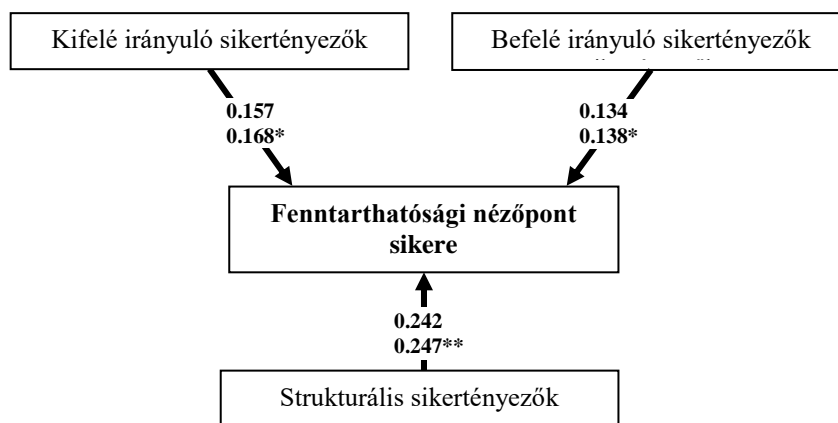 Kifelé irányuló sikertényezők
Befelé irányuló sikertényezők
0.157
0.168*
0.134
0.138*
Fenntarthatósági nézőpont
sikere
0.242
0.247**
Strukturális sikertényezők